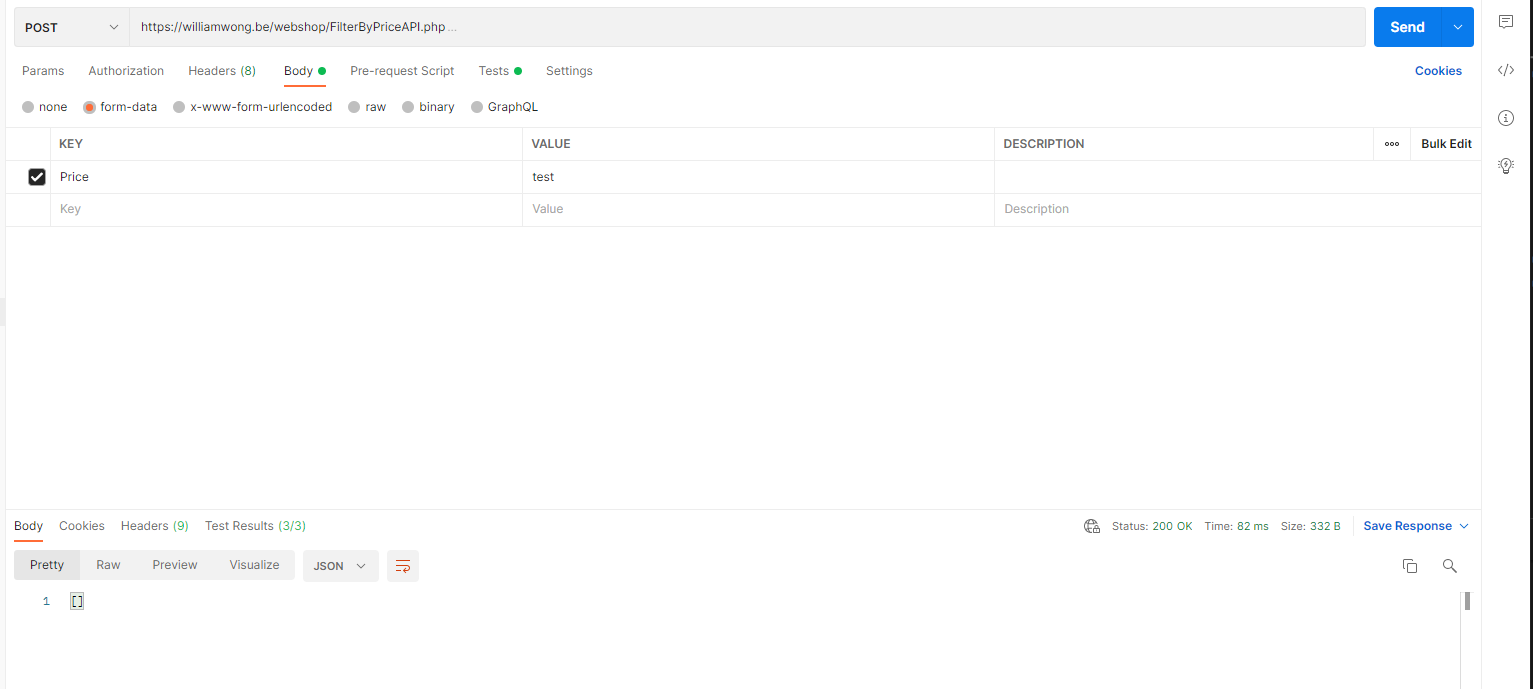 POST https://williamwong.be/webshop/FilterByPriceAPI.php ... Send
Params Authorization Headers (8) Body Pre-request Script Tests Settings Cookies
none form-data x-www-form-urlencoded raw binary GraphQL
KEY VALUE DESCRIPTION ooo Bulk Edit
Price test
Key Value Description
Body Cookies Headers (9) Test Results (3/3) Status: 200 OK Time: 82 ms Size: 332 B Save Response
Pretty Raw Preview Visualize JSON
1 []